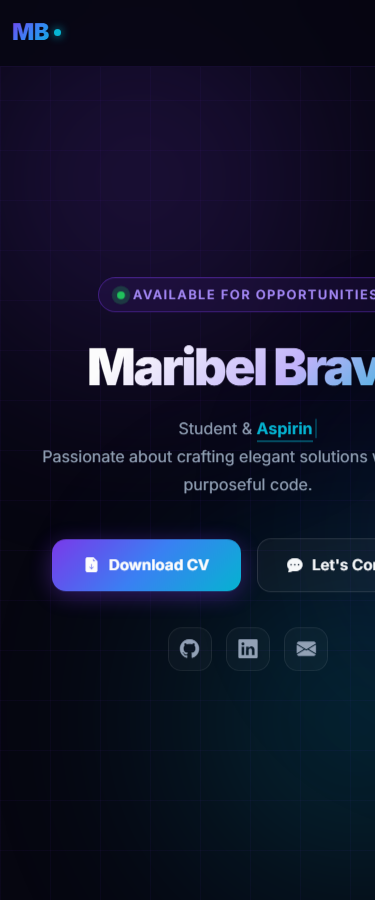 MB
AVAILABLE FOR OPPORTUNITIES
Maribel Brav
Student & Aspirin
Passionate about crafting elegant solutions w
purposeful code.
Download CV
Let's Co
in